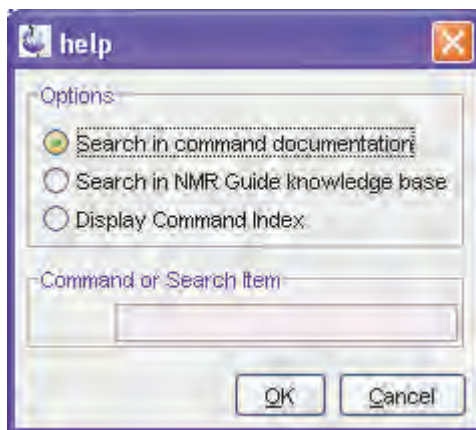 help
Options
Search in command documentation
Search in NMR Guide knowledge base
Display Command Index
Command or Search Item
OK
Cancel